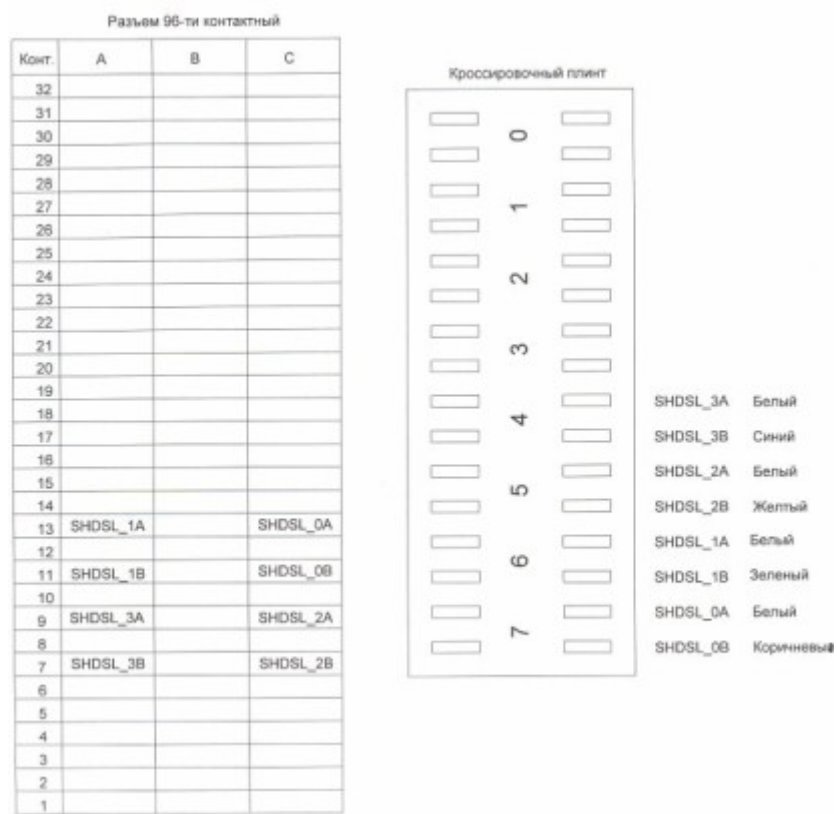 Разъем 96-ти контактный
Конт. A B C
32
31
30
29
28
27
26
25
24
23
22
21
20
19
18
17
16
15
14
13 SHDSL_1A SHDSL_0A
12
11 SHDSL_1B SHDSL_0B
10
9 SHDSL_3A SHDSL_2A
8
7 SHDSL_3B SHDSL_2B
6
5
4
3
2
1
Кроссировочный плинт
0
1
2
3
4
5
6
7
SHDSL_3A Белый
SHDSL_3B Синий
SHDSL_2A Белый
SHDSL_2B Желтый
SHDSL_1A Белый
SHDSL_1B Зеленый
SHDSL_0A Белый
SHDSL_0B Коричневый